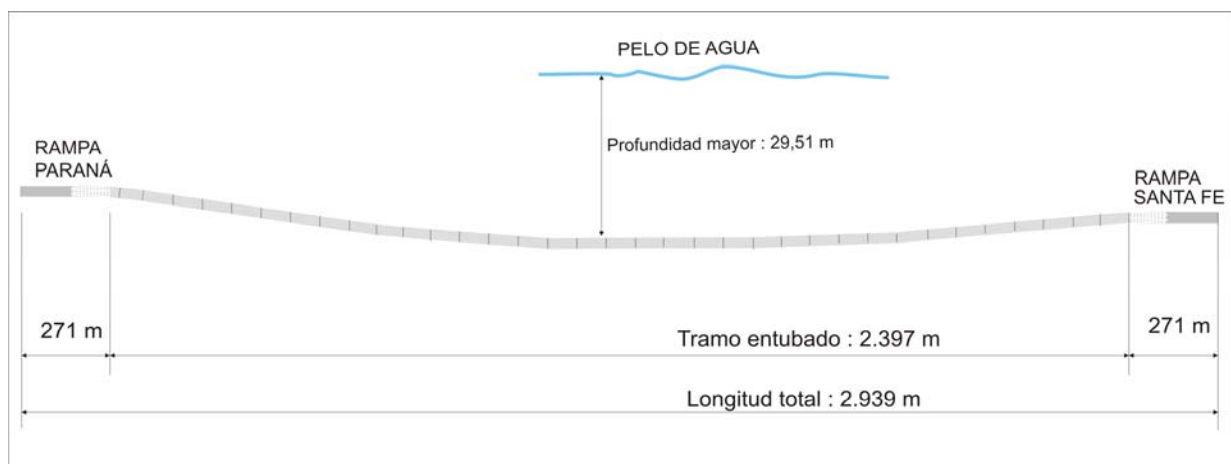 PELO DE AGUA
Profundidad mayor : 29,51 m
RAMPA
PARANÁ
RAMPA
SANTA FE
271 m
Tramo entubado : 2.397 m
271 m
Longitud total : 2.939 m